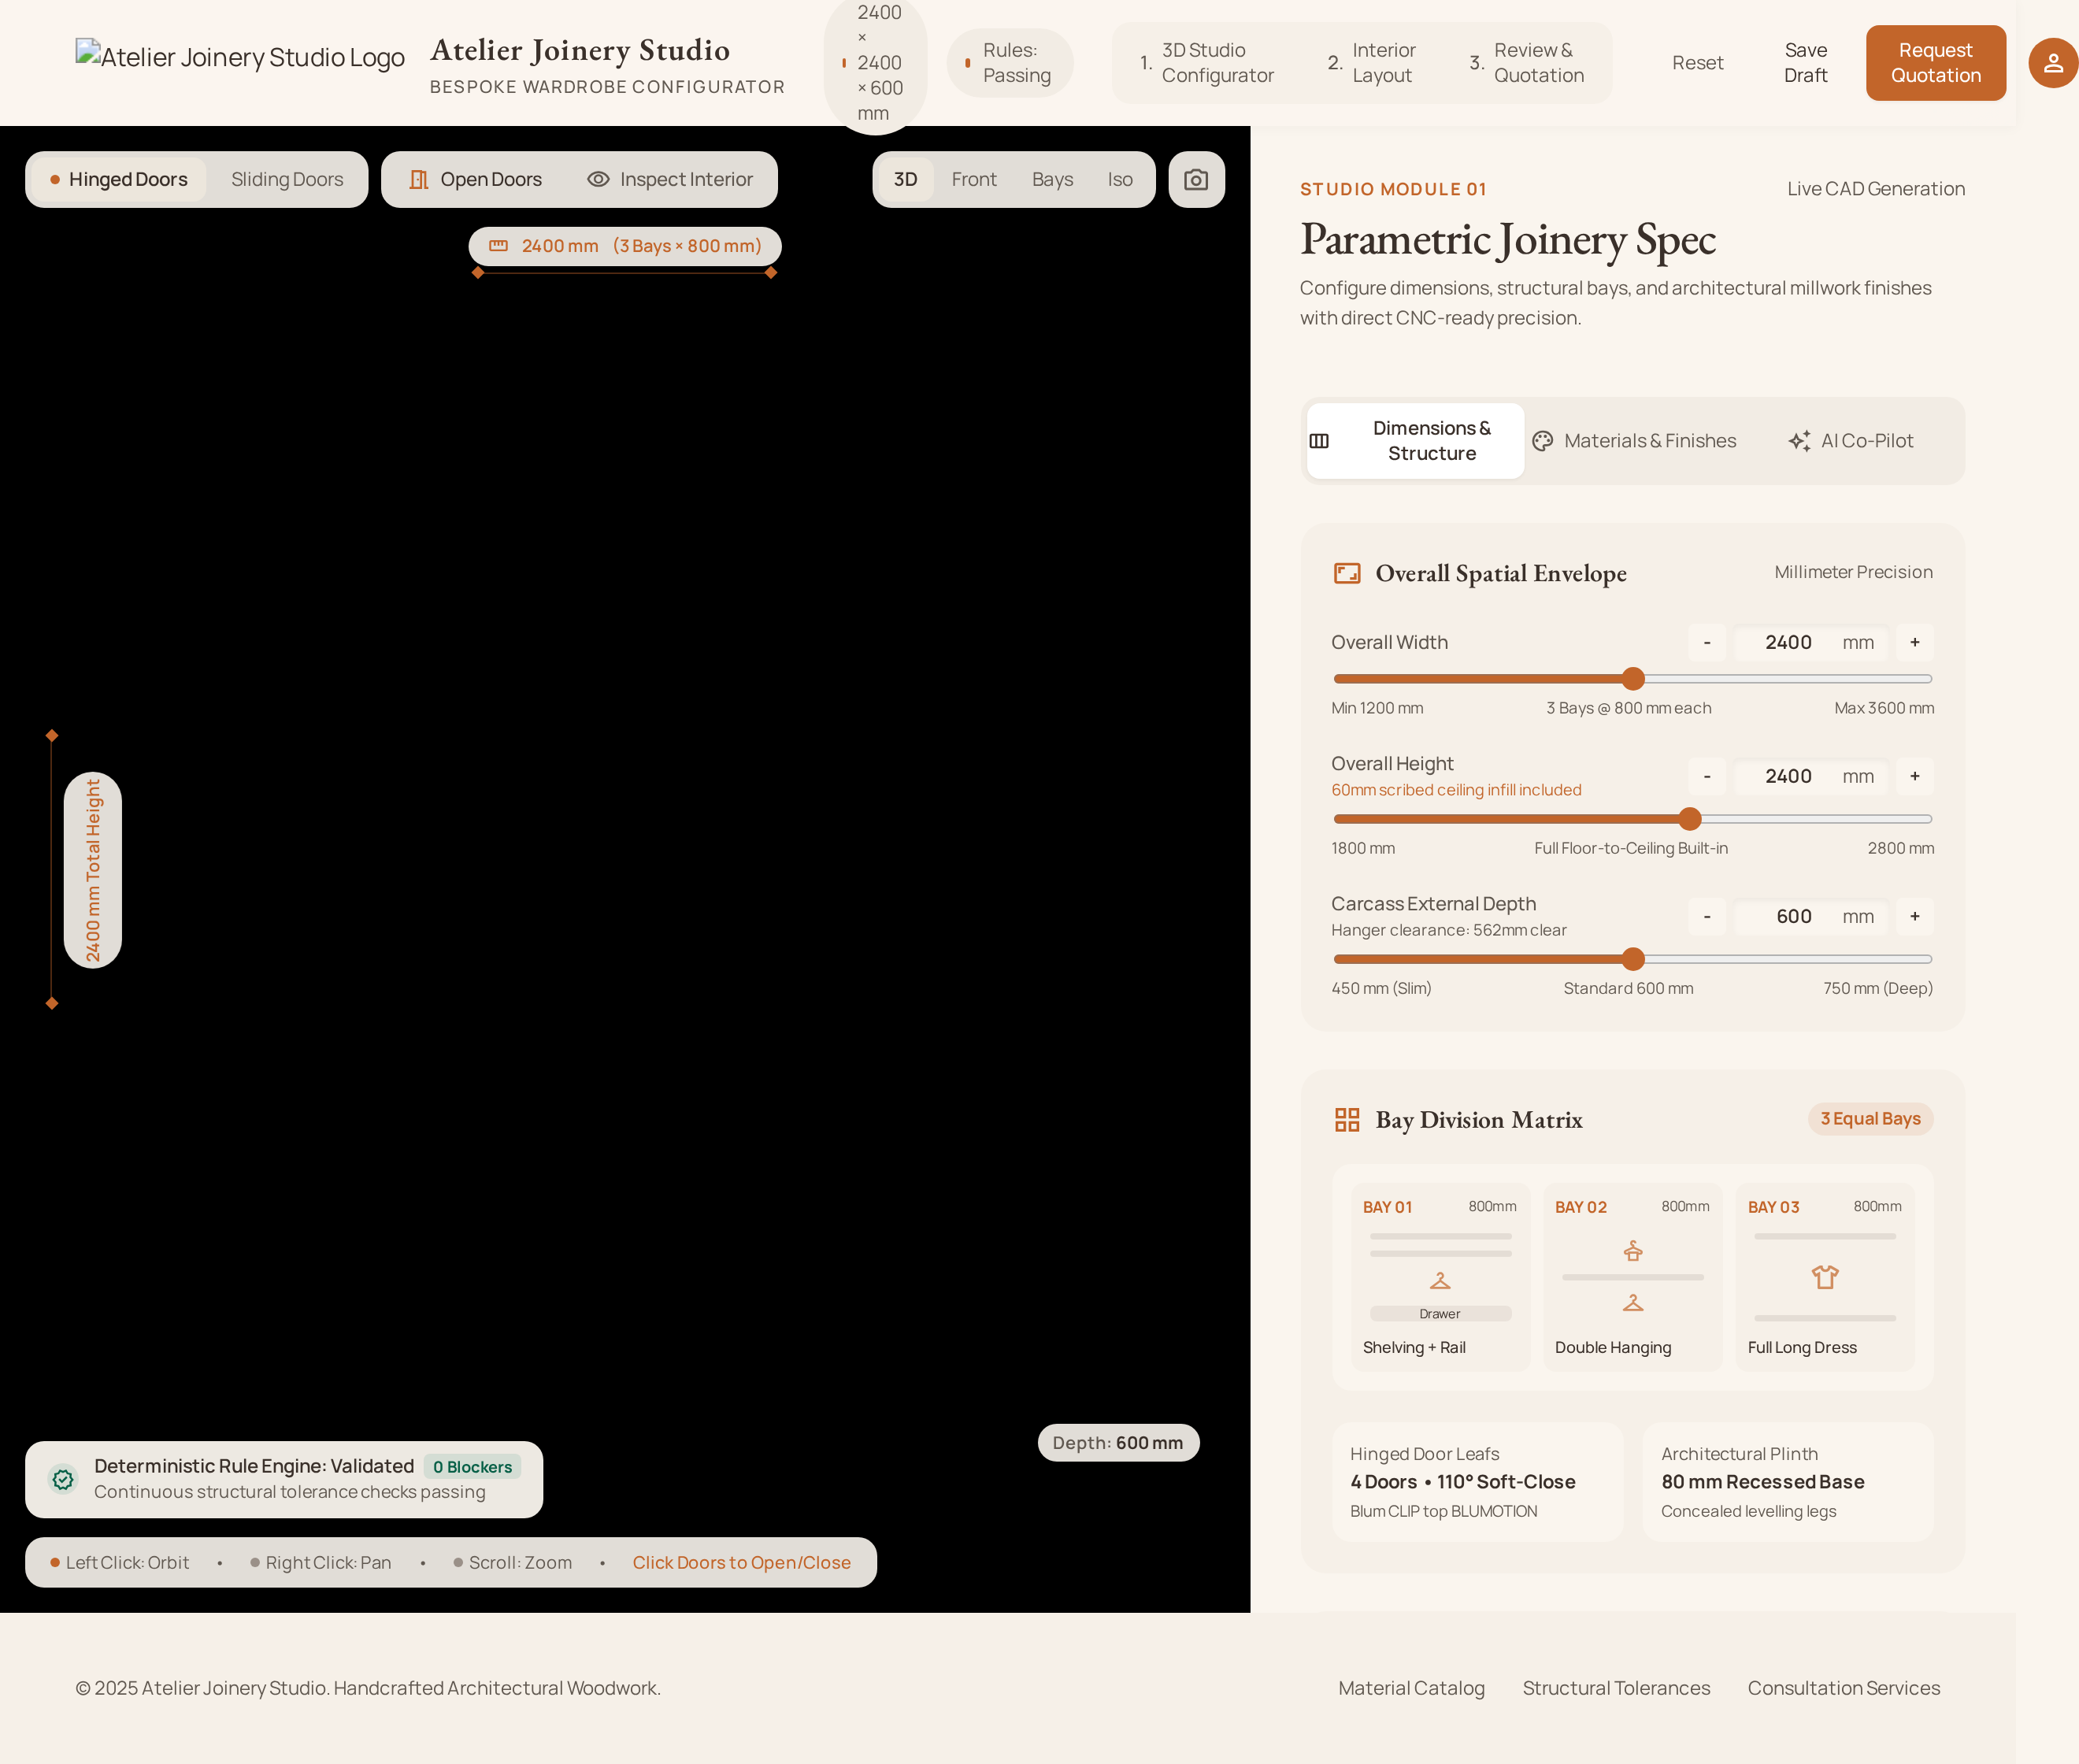 Atelier Joinery Studio Logo
Atelier Joinery Studio
BESPOKE WARDROBE CONFIGURATOR
2400
×
2400
× 600
mm
Rules:
Passing
1. 3D Studio
Configurator
2. Interior
Layout
3. Review &
Quotation
Reset
Save
Draft
Request
Quotation
Hinged Doors
Sliding Doors
Open Doors
Inspect Interior
3D
Front
Bays
Iso
2400 mm (3 Bays × 800 mm)
2400 mm Total Height
Depth: 600 mm
Deterministic Rule Engine: Validated
0 Blockers
Continuous structural tolerance checks passing
Left Click: Orbit • Right Click: Pan • Scroll: Zoom • Click Doors to Open/Close
STUDIO MODULE 01
Live CAD Generation
Parametric Joinery Spec
Configure dimensions, structural bays, and architectural millwork finishes
with direct CNC-ready precision.
Dimensions &
Structure
Materials & Finishes
AI Co-Pilot
Overall Spatial Envelope
Millimeter Precision
Overall Width
- 2400 mm +
Min 1200 mm
3 Bays @ 800 mm each
Max 3600 mm
Overall Height
60mm scribed ceiling infill included
- 2400 mm +
1800 mm
Full Floor-to-Ceiling Built-in
2800 mm
Carcass External Depth
Hanger clearance: 562mm clear
- 600 mm +
450 mm (Slim)
Standard 600 mm
750 mm (Deep)
Bay Division Matrix
3 Equal Bays
BAY 01 800mm
Drawer
Shelving + Rail
BAY 02 800mm
Double Hanging
BAY 03 800mm
Full Long Dress
Hinged Door Leafs
4 Doors • 110° Soft-Close
Blum CLIP top BLUMOTION
Architectural Plinth
80 mm Recessed Base
Concealed levelling legs
© 2025 Atelier Joinery Studio. Handcrafted Architectural Woodwork.
Material Catalog
Structural Tolerances
Consultation Services